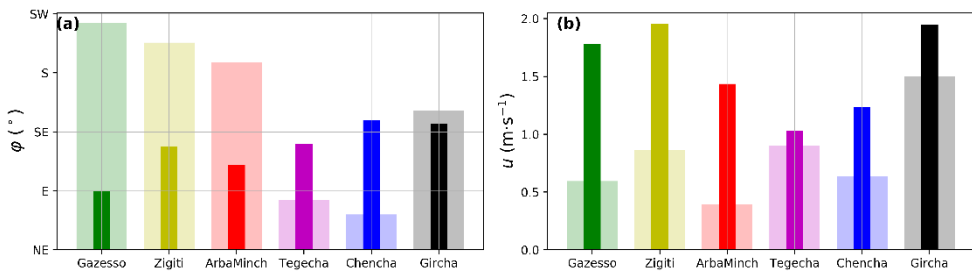 (a)
SW
S
SE
E
NE
φ (°)
Gazesso Zigiti ArbaMinch Tegecha Chencha Gircha
(b)
2.0
1.5
1.0
0.5
0.0
u (m·s⁻¹)
Gazesso Zigiti ArbaMinch Tegecha Chencha Gircha